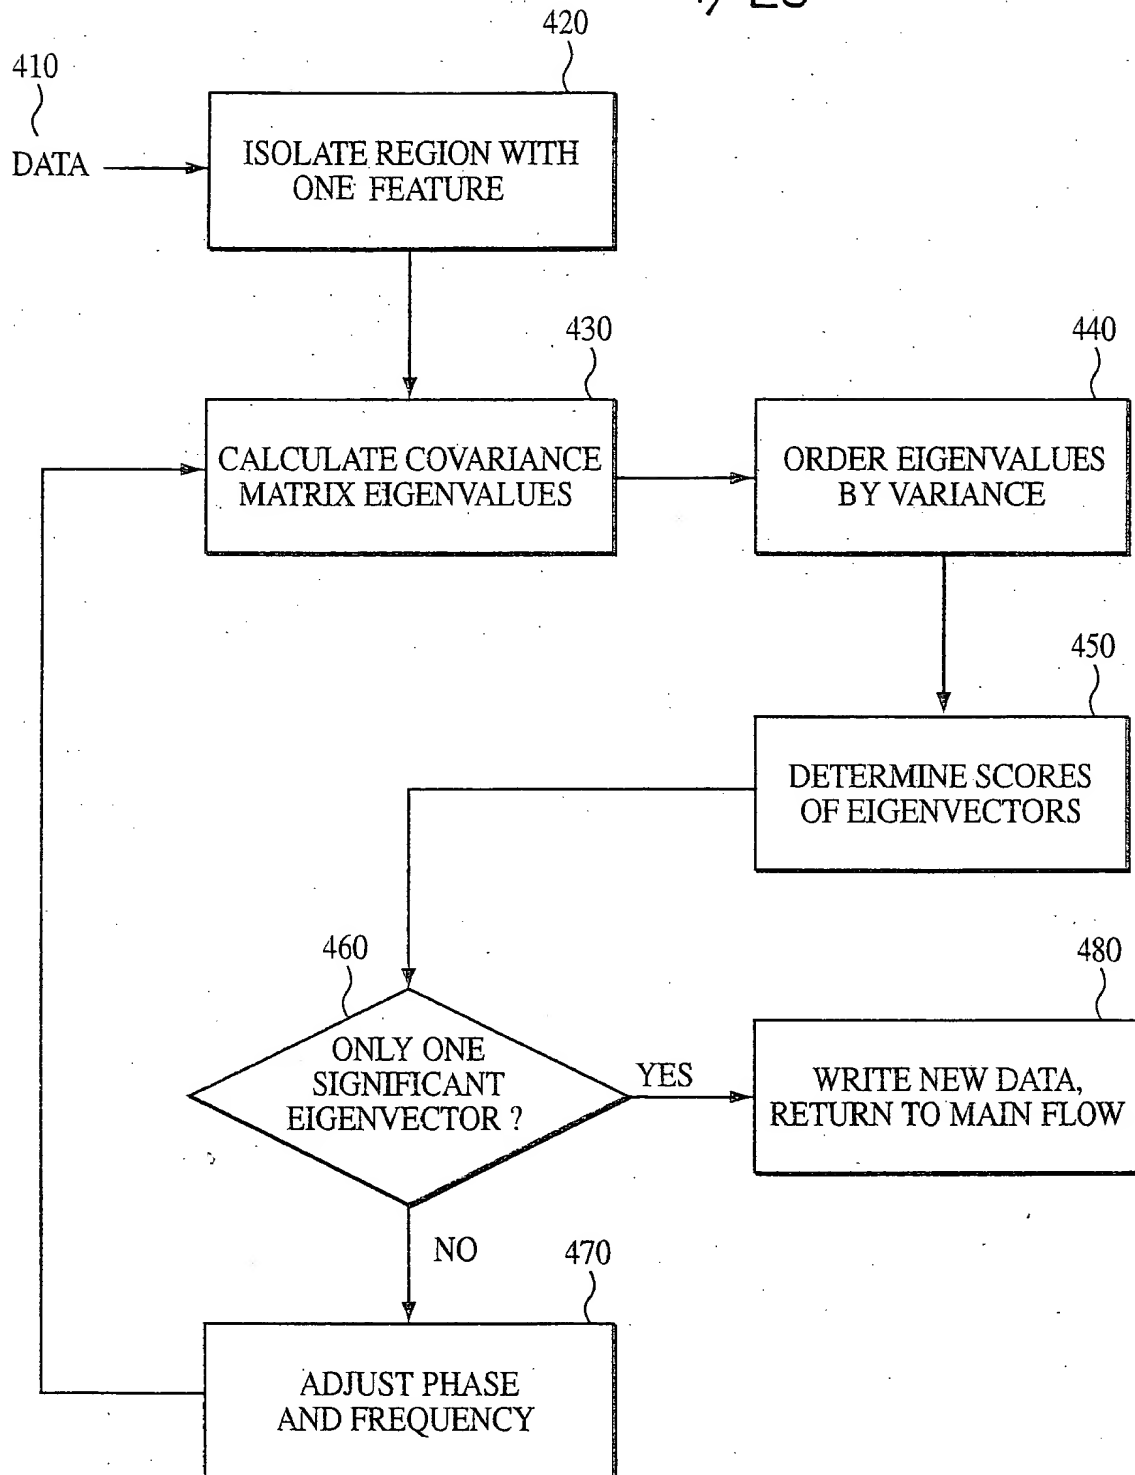 420
410
DATA
ISOLATE REGION WITH
ONE FEATURE
430
440
CALCULATE COVARIANCE
MATRIX EIGENVALUES
ORDER EIGENVALUES
BY VARIANCE
450
DETERMINE SCORES
OF EIGENVECTORS
460
480
ONLY ONE
SIGNIFICANT
EIGENVECTOR ?
YES
WRITE NEW DATA,
RETURN TO MAIN FLOW
NO
470
ADJUST PHASE
AND FREQUENCY